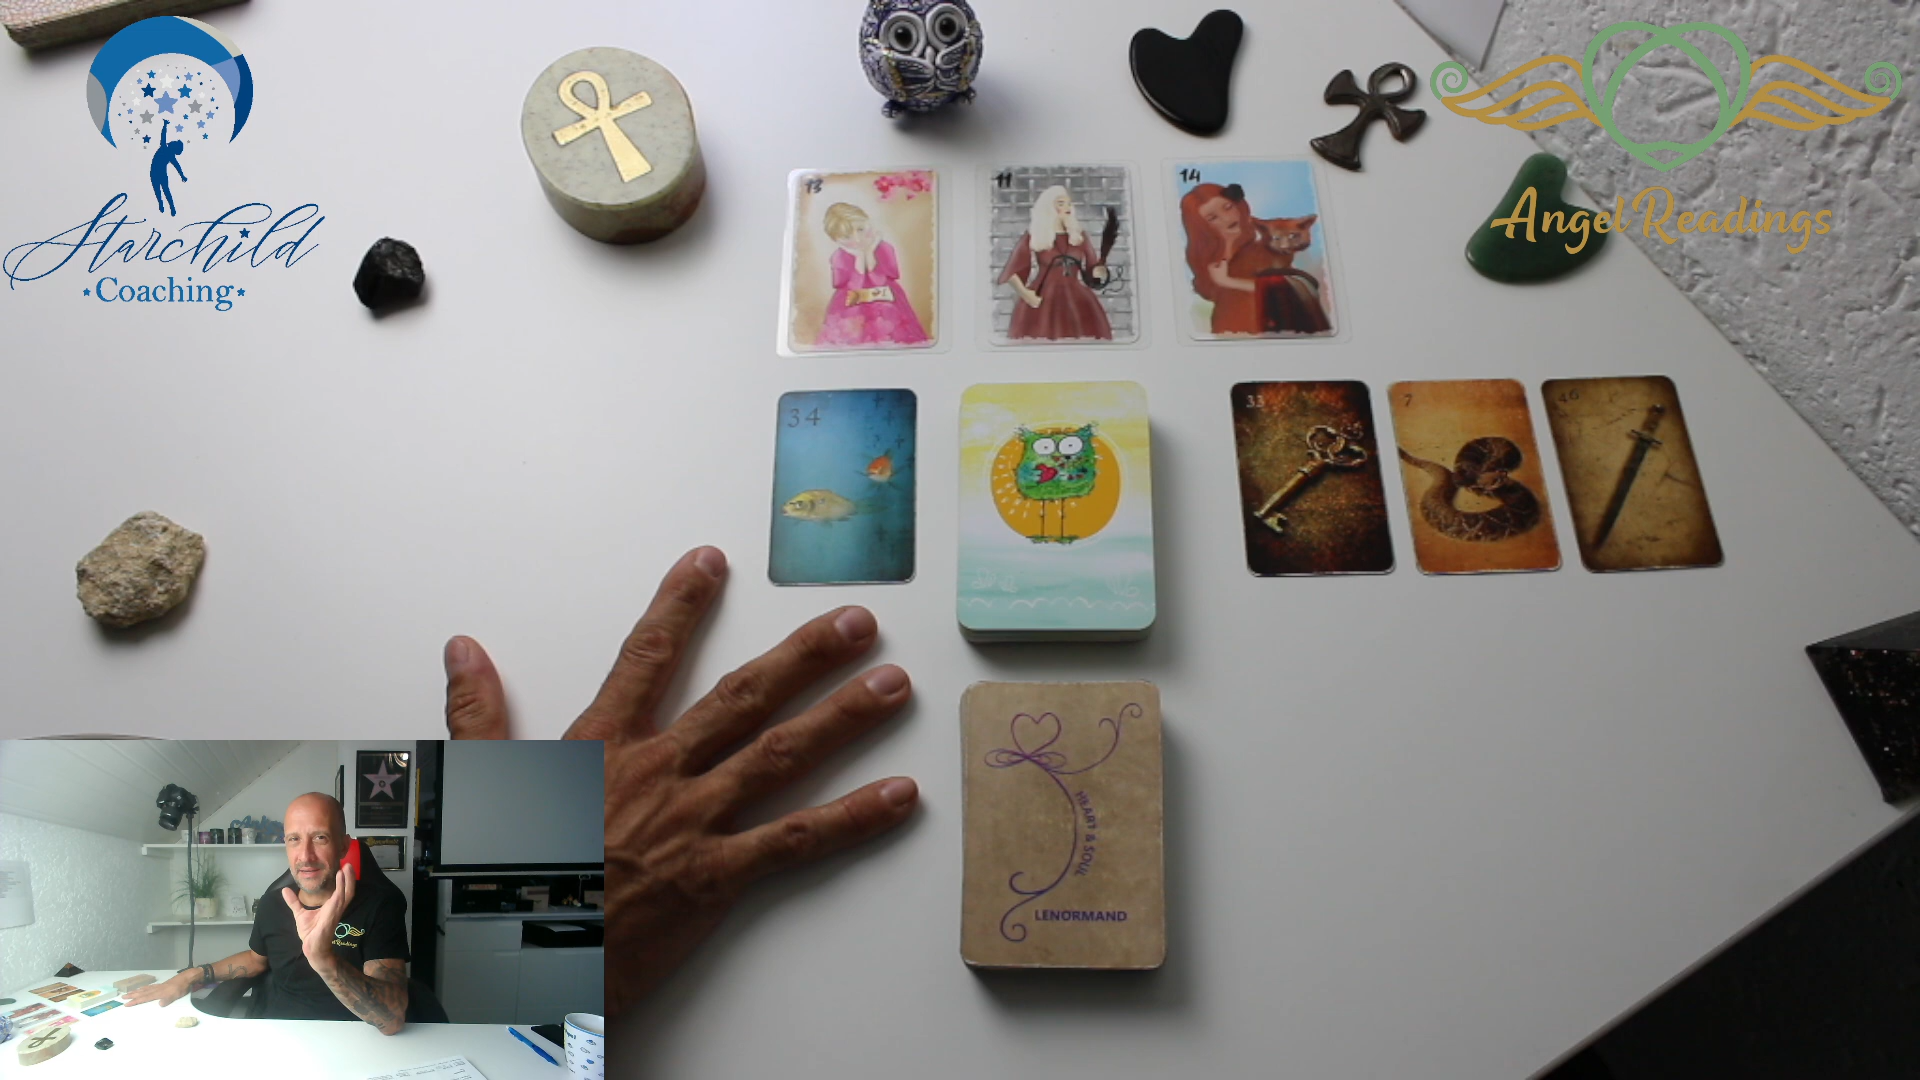 Starchild
Coaching
Angel Readings
13
11
14
34
33
7
46
HEART & SOUL
LENORMAND